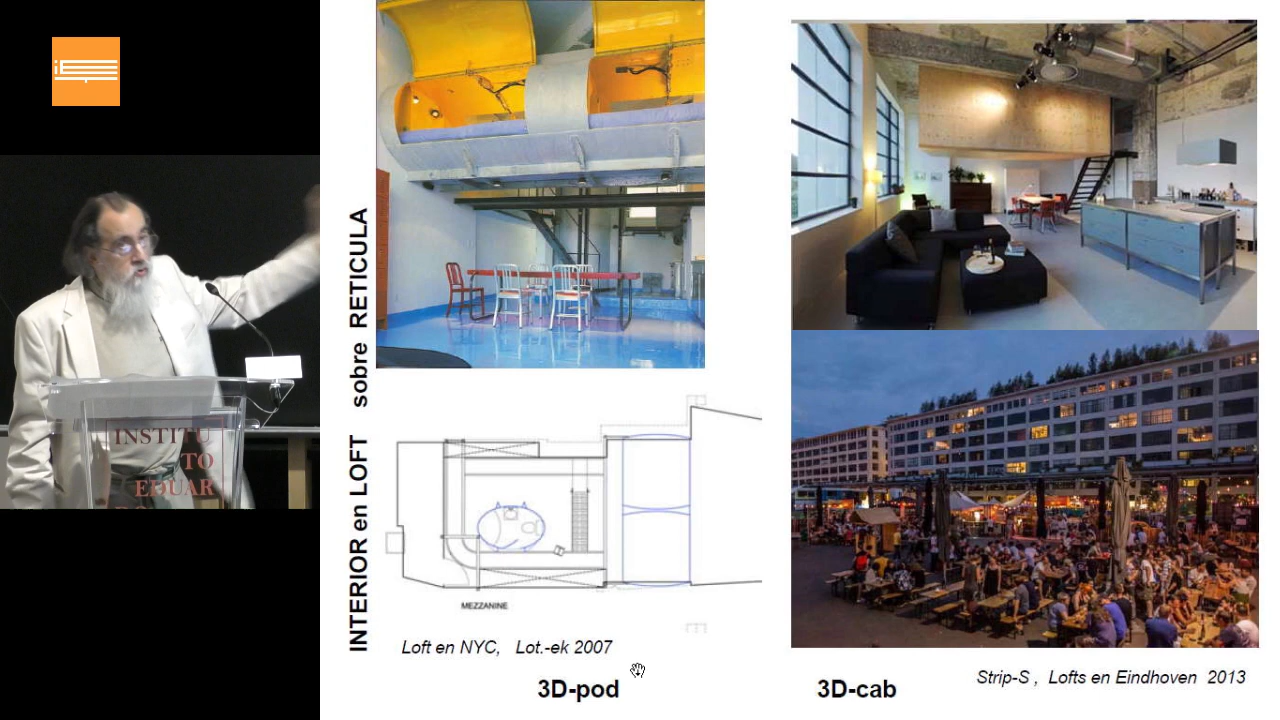 INSTITU
TO
EDUAR
INTERIOR en LOFT sobre RETICULA
MEZZANINE
Loft en NYC, Lot.-ek 2007
3D-pod
3D-cab
Strip-S , Lofts en Eindhoven 2013